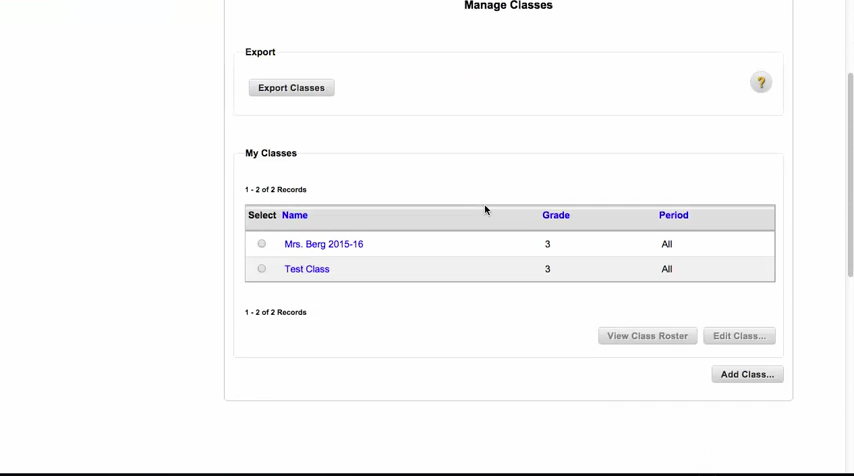 Manage Classes
Export
Export Classes
?
My Classes
1 - 2 of 2 Records
Select Name Grade Period
Mrs. Berg 2015-16 3 All
Test Class 3 All
1 - 2 of 2 Records
View Class Roster Edit Class...
Add Class...